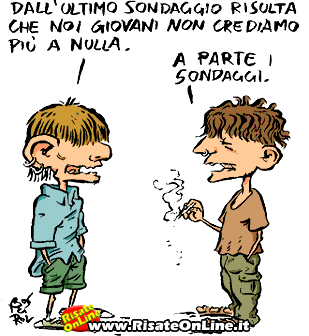 DALL'ULTIMO SONDAGGIO RISULTA
CHE NOI GIOVANI NON CREDIAMO
PIÙ A NULLA.
A PARTE I
SONDAGGI.
Risate
OnLine
www.RisateOnLine.it